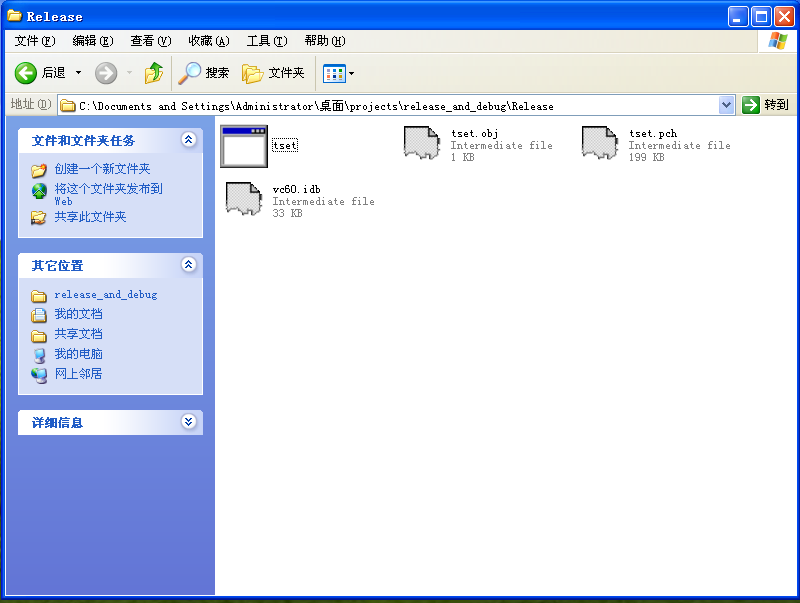 Release
文件(F) 编辑(E) 查看(V) 收藏(A) 工具(T) 帮助(H)
后退 搜索 文件夹
地址(D) C:\Documents and Settings\Administrator\桌面\projects\release_and_debug\Release 转到
文件和文件夹任务
创建一个新文件夹
将这个文件夹发布到
Web
共享此文件夹
其它位置
release_and_debug
我的文档
共享文档
我的电脑
网上邻居
详细信息
tset
tset.obj
Intermediate file
1 KB
tset.pch
Intermediate file
199 KB
vc60.idb
Intermediate file
33 KB